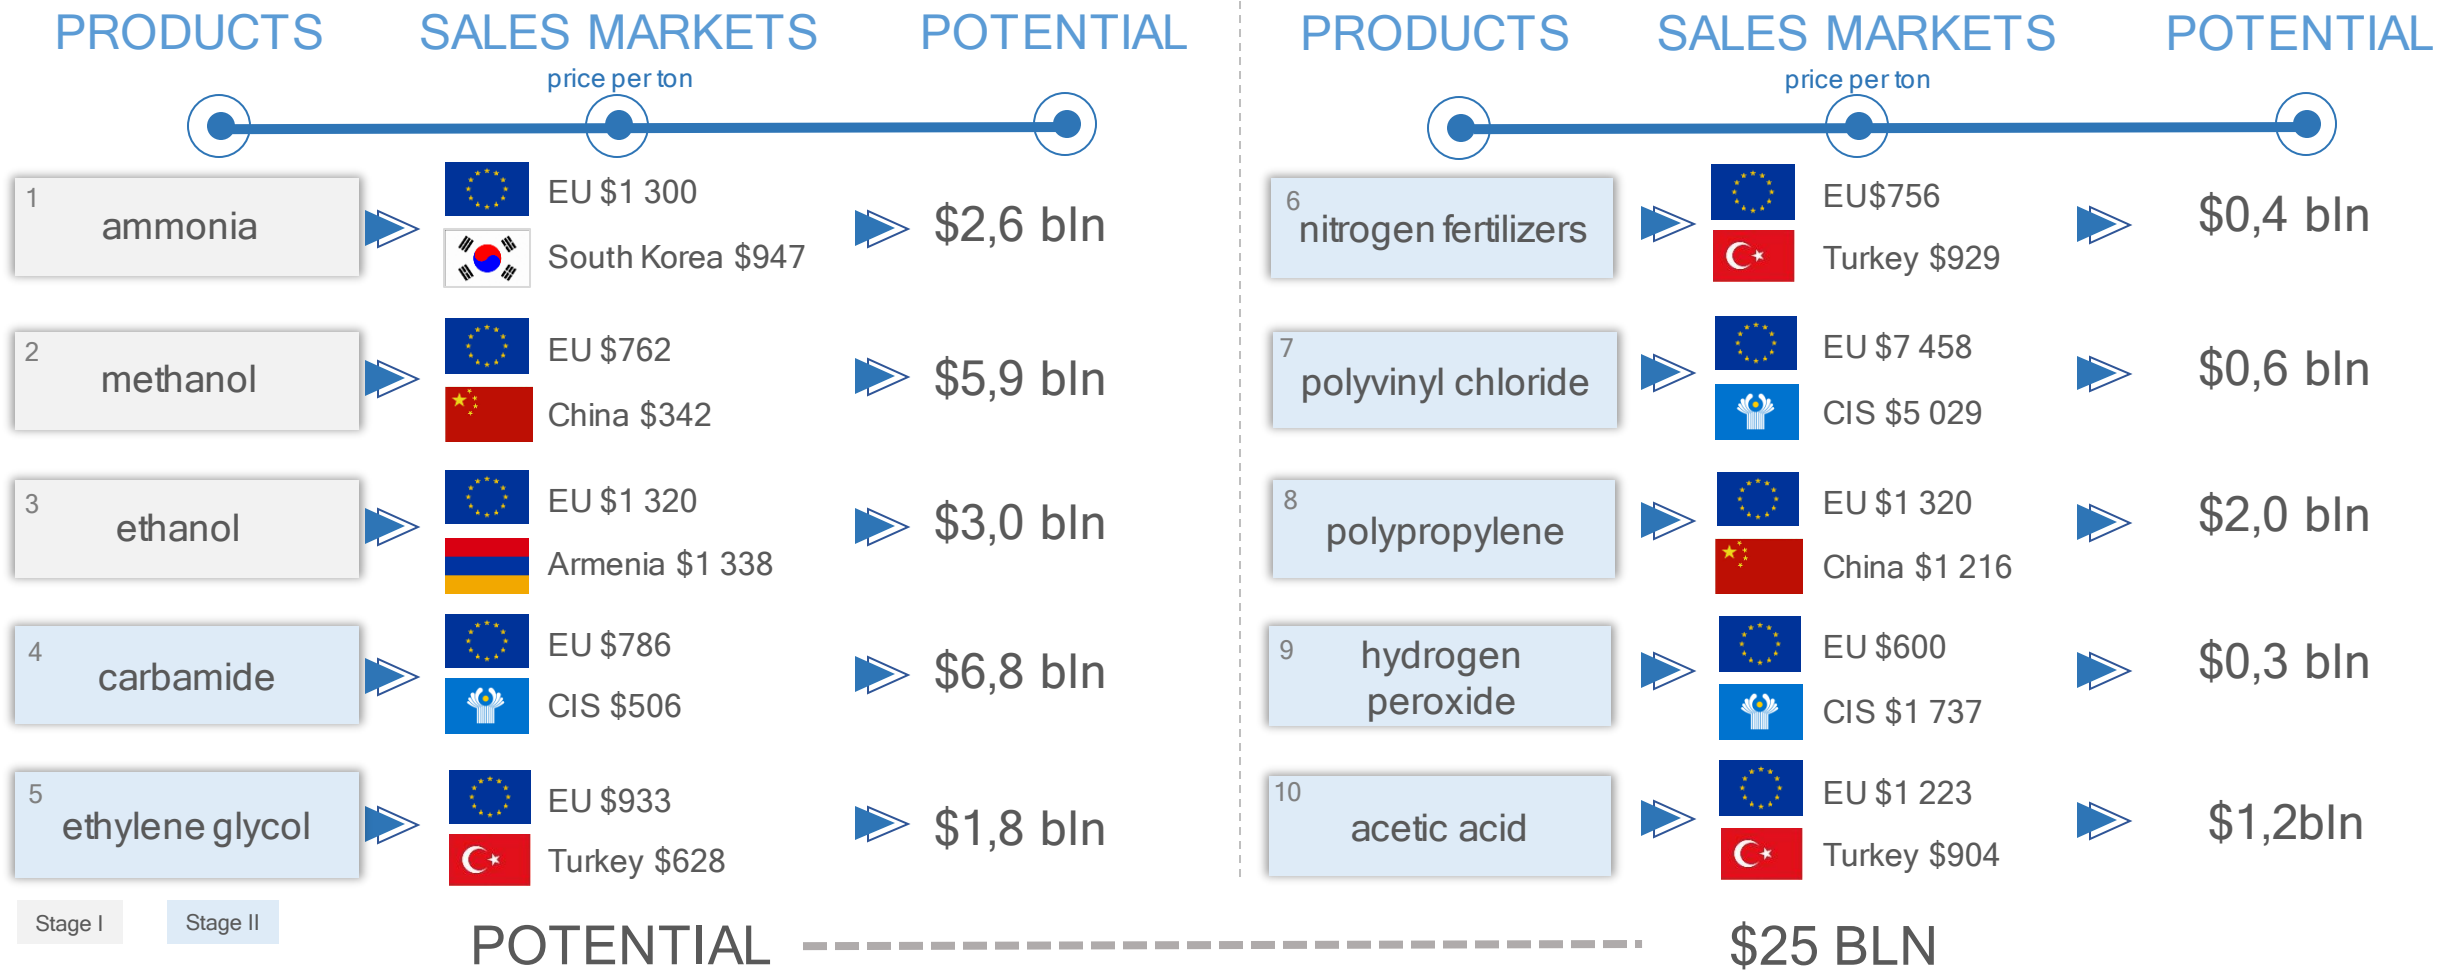 PRODUCTS SALES MARKETS POTENTIAL
price per ton
1
ammonia
EU $1 300
South Korea $947
$2,6 bln
2
methanol
EU $762
China $342
$5,9 bln
3
ethanol
EU $1 320
Armenia $1 338
$3,0 bln
4
carbamide
EU $786
CIS $506
$6,8 bln
5
ethylene glycol
EU $933
Turkey $628
$1,8 bln
PRODUCTS SALES MARKETS POTENTIAL
price per ton
6
nitrogen fertilizers
EU$756
Turkey $929
$0,4 bln
7
polyvinyl chloride
EU $7 458
CIS $5 029
$0,6 bln
8
polypropylene
EU $1 320
China $1 216
$2,0 bln
9
hydrogen
peroxide
EU $600
CIS $1 737
$0,3 bln
10
acetic acid
EU $1 223
Turkey $904
$1,2bln
Stage I Stage II
POTENTIAL $25 BLN